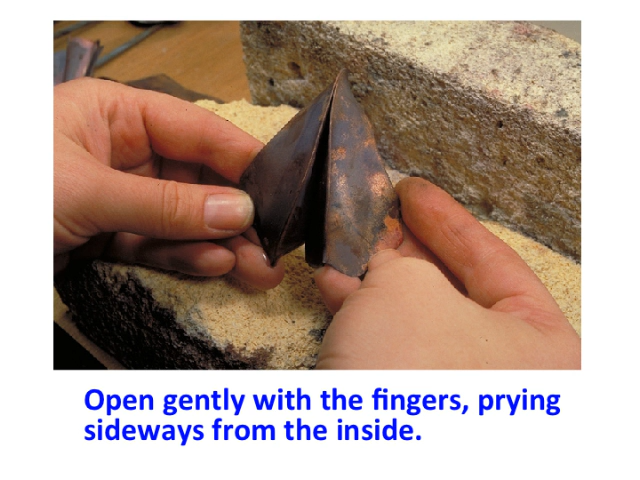 Open gently with the fingers, prying
sideways from the inside.